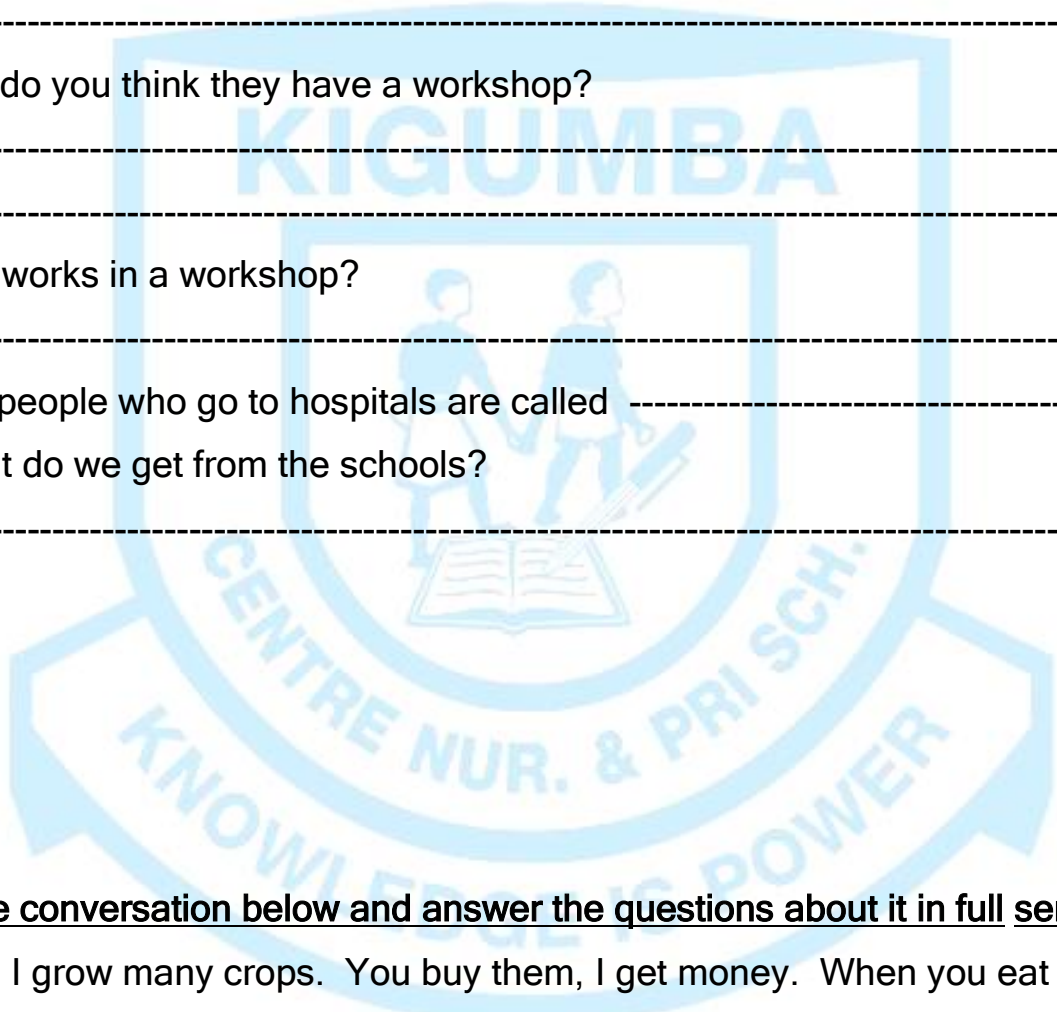 do you think they have a workshop?
KIGUMBA
works in a workshop?
people who go to hospitals are called
t do we get from the schools?
CENTRE NUR. & PRI SCH.
KNOWLEDGE IS POWER
e conversation below and answer the questions about it in full ser
I grow many crops. You buy them, I get money. When you eat